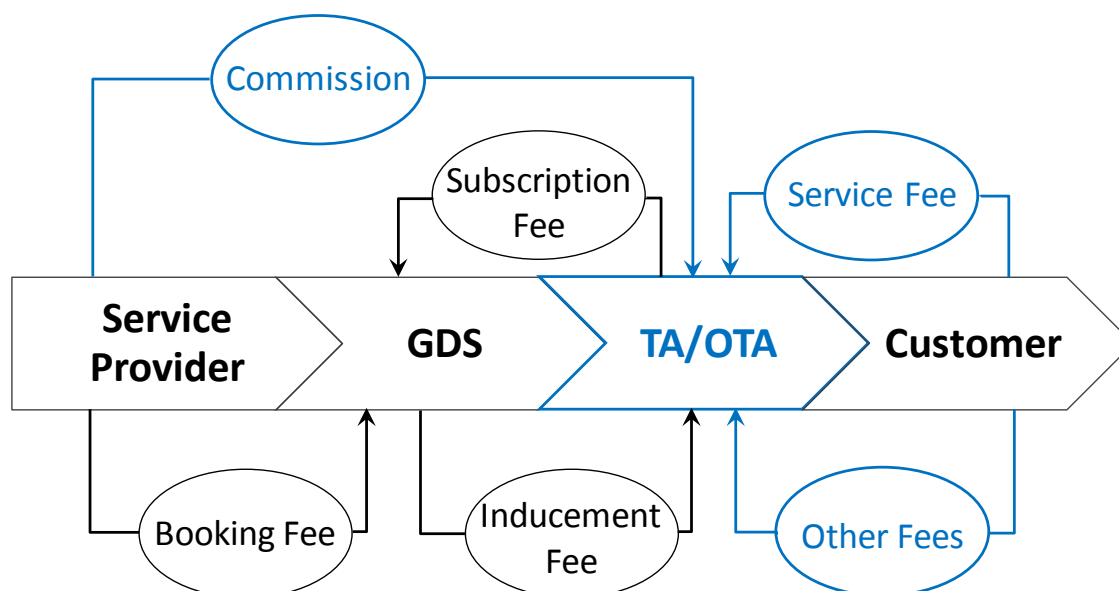 Commission
Subscription
Fee
Service Fee
Service
Provider
GDS
TA/OTA
Customer
Booking Fee
Inducement
Fee
Other Fees